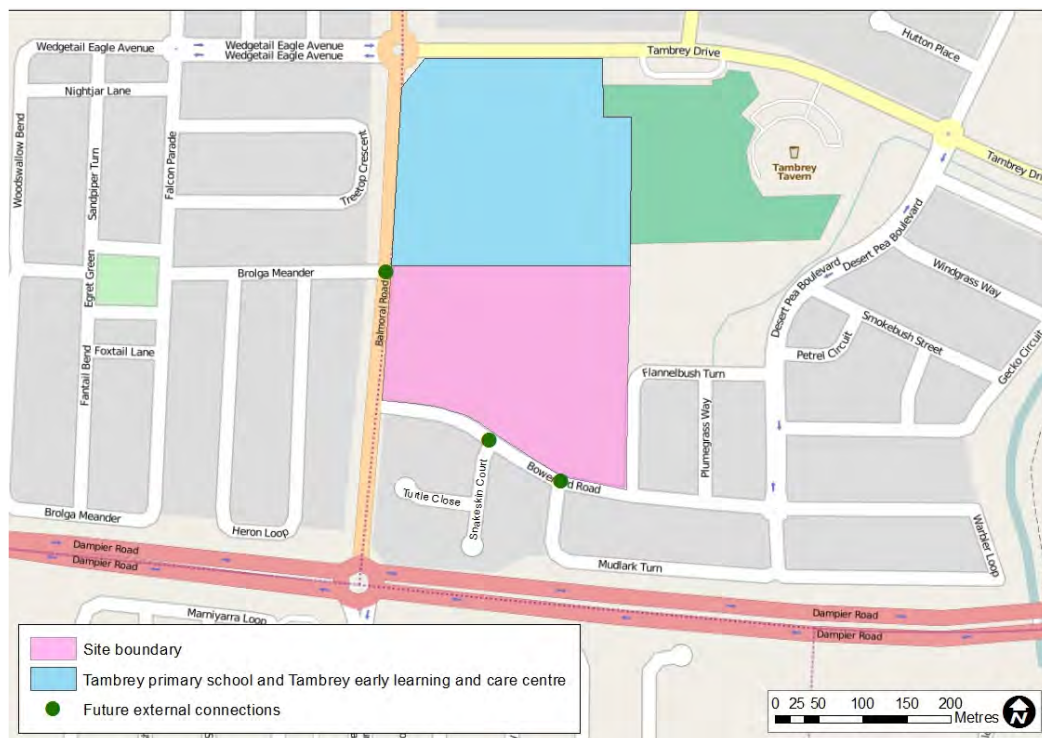 Wedgetail Eagle Avenue
Wedgetail Eagle Avenue
Wedgetail Eagle Avenue
Tambrey Drive
Hutton Place
Nightjar Lane
Woodswallow Bend
Sandpiper Turn
Falcon Parade
Treetop Crescent
Tambrey
Tavern
Tambrey Dri
Desert Pea Boulevard
Desert Pea Boulevard
Windgrass Way
Egret Green
Brolga Meander
Balmoral Road
Smokebush Street
Petrel Circuit
Gecko Circuit
Foxtail Lane
Fantail Bend
Flannelbush Turn
Plumegrass Way
Turtle Close
Snakeskin Court
Road
Brolga Meander
Heron Loop
Warbler Loop
Mudlark Turn
Dampier Road
Dampier Road
Dampier Road
Dampier Road
Marniyarra Loop
Site boundary
Tambrey primary school and Tambrey early learning and care centre
Future external connections
0 25 50 100 150 200
Metres
N